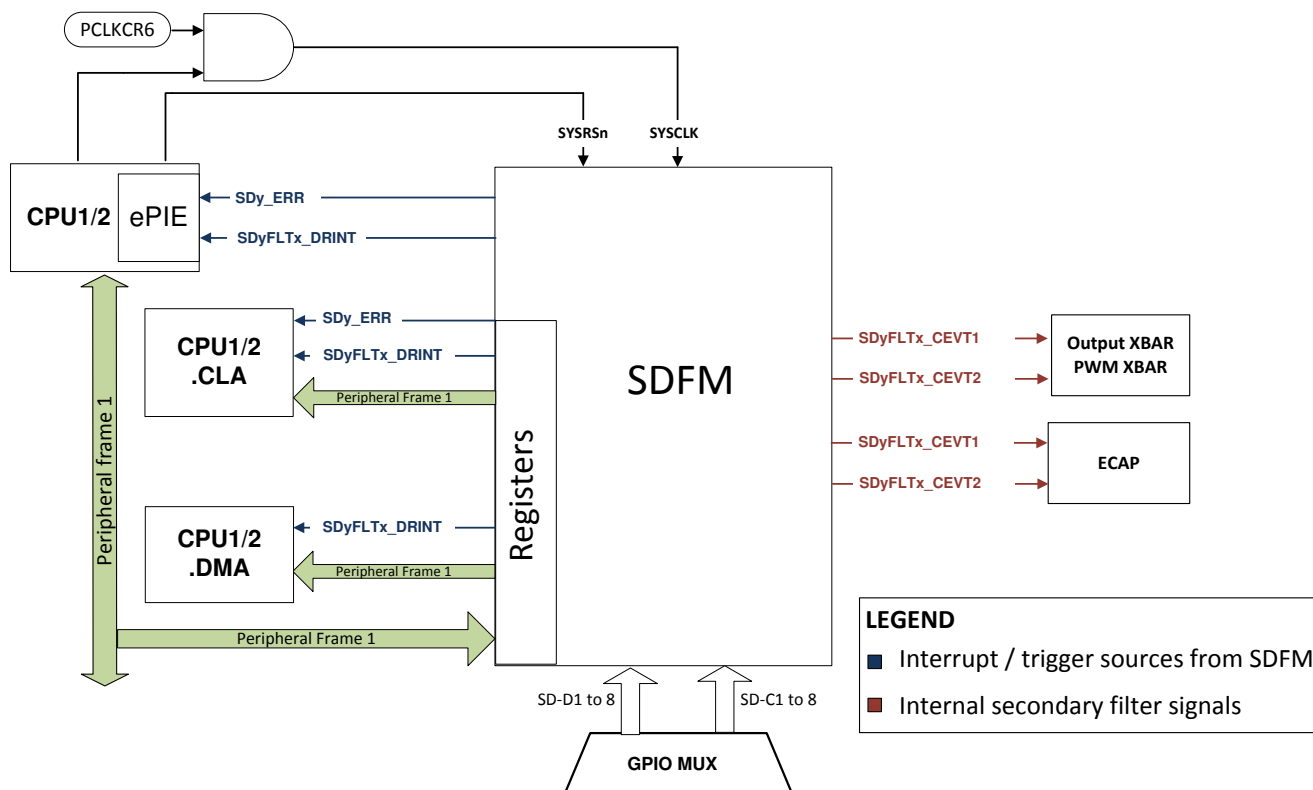 PCLKCR6
SYSRSn
SYSCLK
CPU1/2
ePIE
SDy_ERR
SDyFLTx_DRINT
CPU1/2
.CLA
SDy_ERR
SDyFLTx_DRINT
Peripheral Frame 1
Peripheral frame 1
CPU1/2
.DMA
SDyFLTx_DRINT
Peripheral Frame 1
Peripheral Frame 1
Registers
SDFM
SDyFLTx_CEVT1
SDyFLTx_CEVT2
Output XBAR
PWM XBAR
SDyFLTx_CEVT1
SDyFLTx_CEVT2
ECAP
SD-D1 to 8
SD-C1 to 8
GPIO MUX
LEGEND
Interrupt / trigger sources from SDFM
Internal secondary filter signals